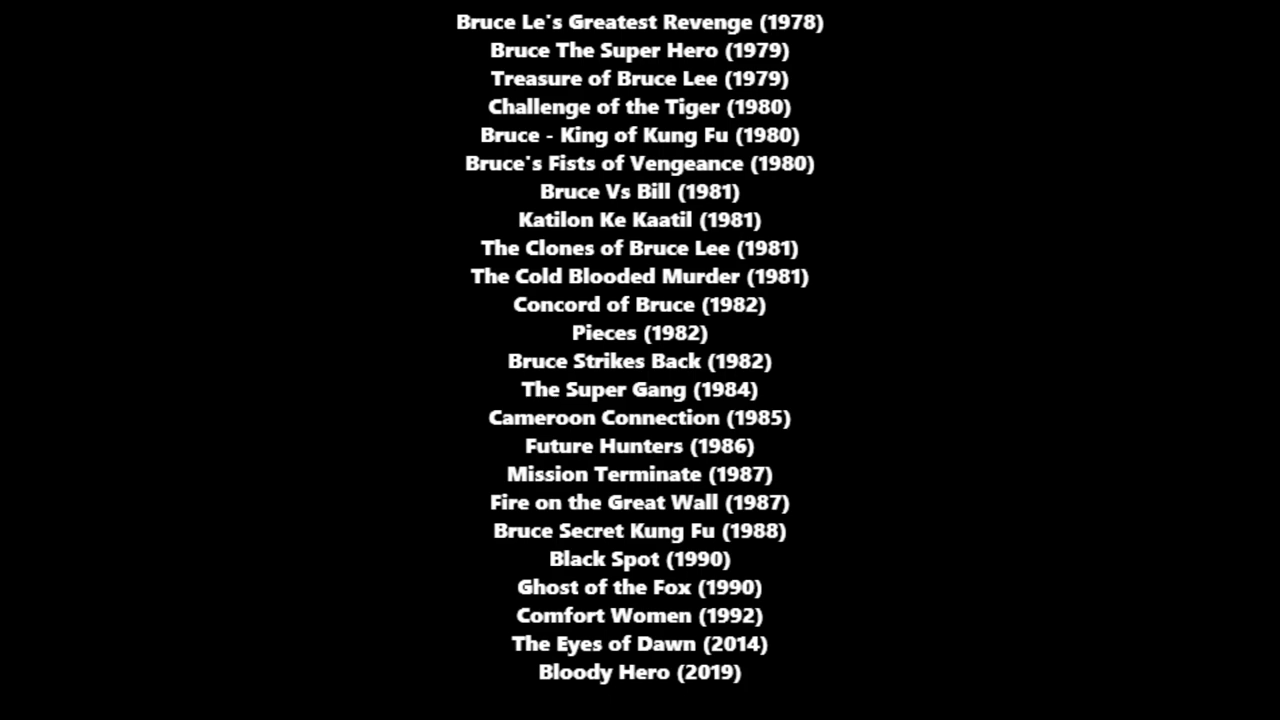 Bruce Le's Greatest Revenge (1978)
Bruce The Super Hero (1979)
Treasure of Bruce Lee (1979)
Challenge of the Tiger (1980)
Bruce - King of Kung Fu (1980)
Bruce's Fists of Vengeance (1980)
Bruce Vs Bill (1981)
Katilon Ke Kaatil (1981)
The Clones of Bruce Lee (1981)
The Cold Blooded Murder (1981)
Concord of Bruce (1982)
Pieces (1982)
Bruce Strikes Back (1982)
The Super Gang (1984)
Cameroon Connection (1985)
Future Hunters (1986)
Mission Terminate (1987)
Fire on the Great Wall (1987)
Bruce Secret Kung Fu (1988)
Black Spot (1990)
Ghost of the Fox (1990)
Comfort Women (1992)
The Eyes of Dawn (2014)
Bloody Hero (2019)